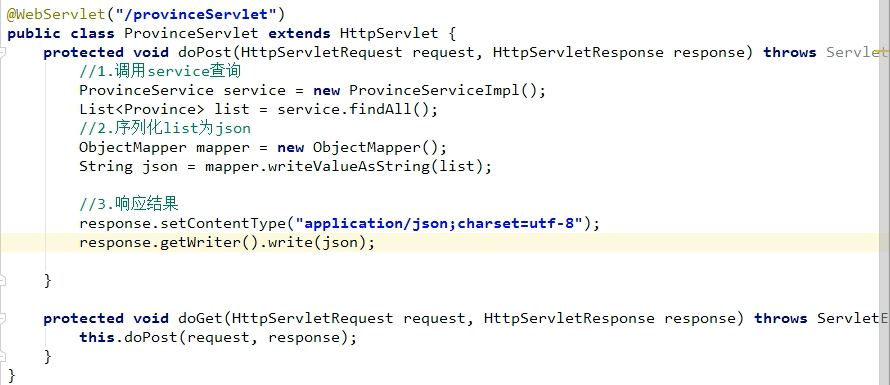 @WebServlet("/provinceServlet")
public class ProvinceServlet extends HttpServlet {
    protected void doPost(HttpServletRequest request, HttpServletResponse response) throws Servlet
        //1.调用service查询
        ProvinceService service = new ProvinceServiceImpl();
        List<Province> list = service.findAll();
        //2.序列化list为json
        ObjectMapper mapper = new ObjectMapper();
        String json = mapper.writeValueAsString(list);
        //3.响应结果
        response.setContentType("application/json;charset=utf-8");
        response.getWriter().write(json);
    }
    protected void doGet(HttpServletRequest request, HttpServletResponse response) throws ServletE
        this.doPost(request, response);
    }
}